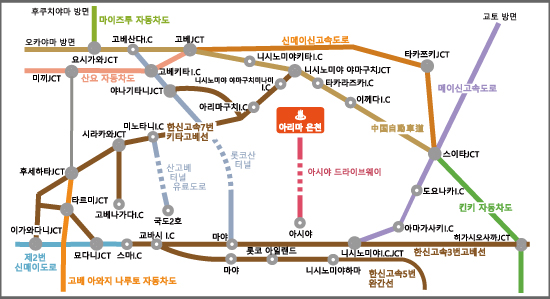 후쿠치야마 방면
마이즈루 자동차도
교토 방면
오카야마 방면
고베산다I.C
고베JCT
신메이신고속도로
요시가와JCT
니시노미야키타I.C
타카쯔키JCT
미끼JCT
산요 자동차도
고베키타I.C
니시노미야 야마구치JCT
니시노미야 야마구치미나미
I.C
타카라즈카I.C
메이신고속도로
야나기타니JCT
아리마구치I.C
이께다I.C
미노타니I.C
한신고속7번
키타고베선
아리마 온천
中国自動車道
시라카와JCT
롯코산
터널
스이타JCT
산고베
터널
유료도로
아시야 드라이브웨이
후세하타JCT
토요나카I.C
타르미JCT
고베나가다I.C
국도2호
킨키 자동차도
이가와다니JCT
교바시 I.C
마야
아시야
아마가사키I.C
히가시오사까JCT
제2번
신메이도로
묘다니JCT
스마I.C
롯코 아일랜드
니시노미야I.C,JCT
한신고속3번고베선
마야
니시노미야하마
한신고속5번
완간선
고베 아와지 나루토 자동차도